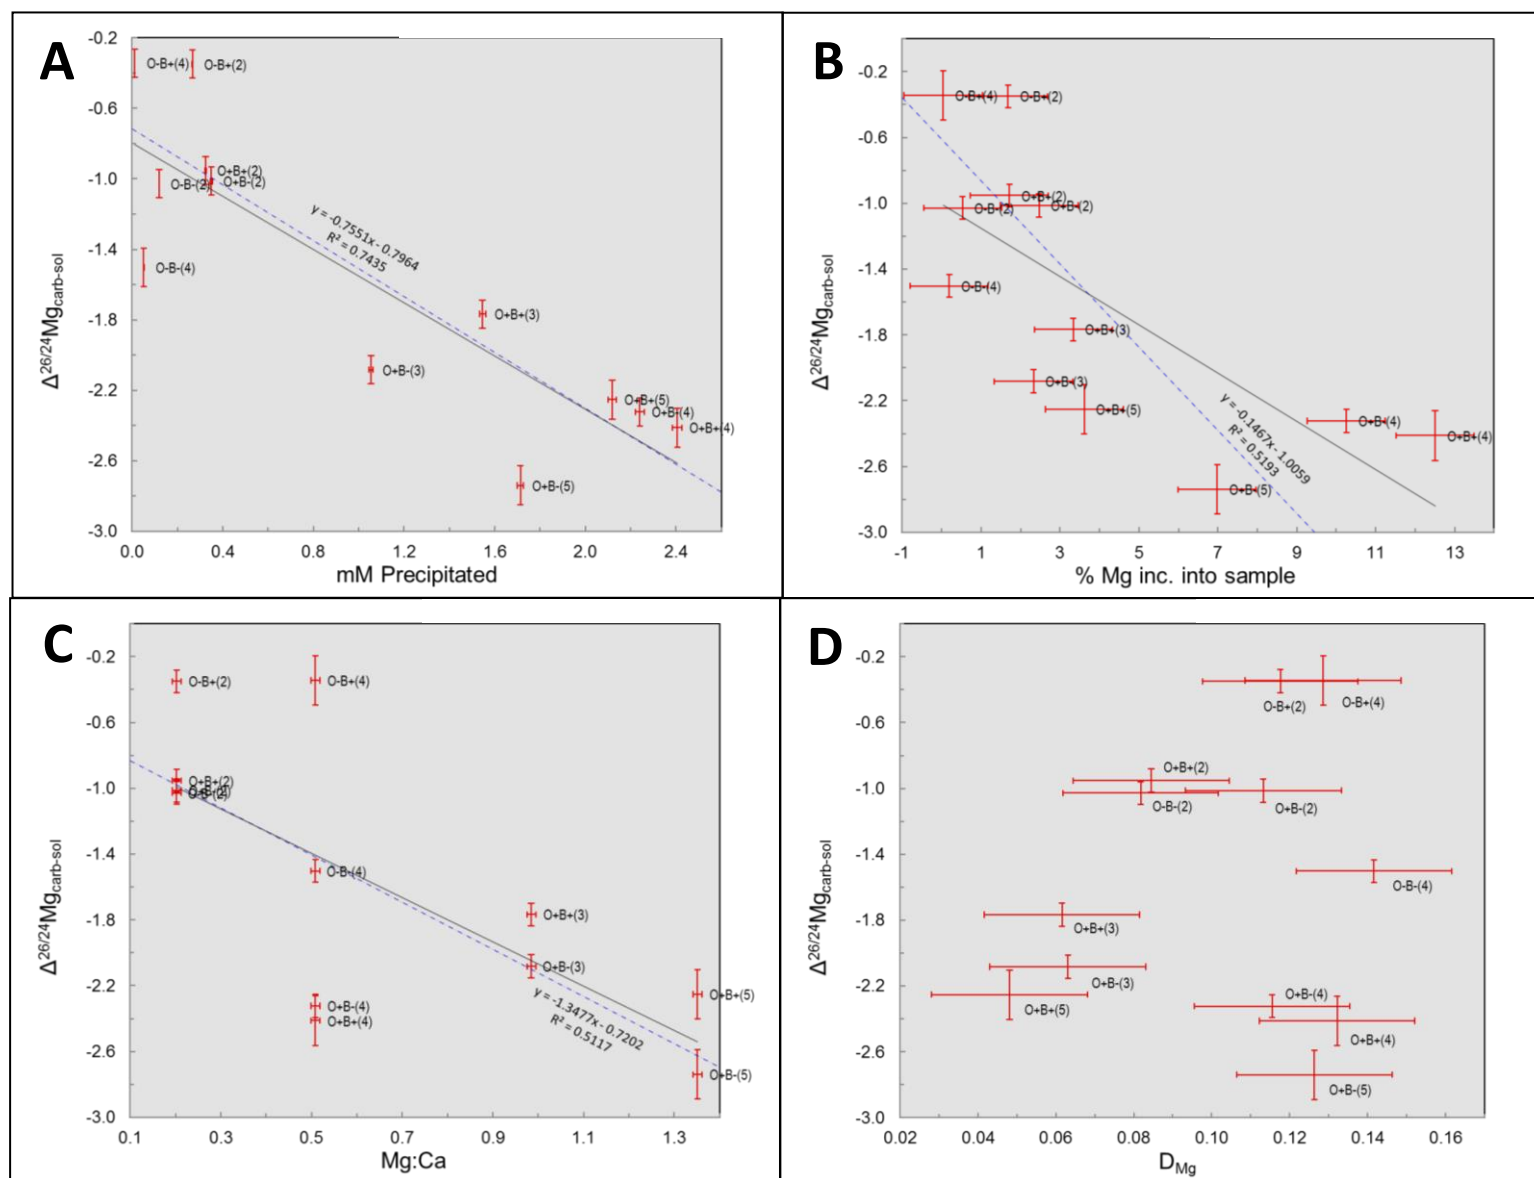 A
-0.2
-0.6
-1.0
-1.4
-1.8
-2.2
-2.6
-3.0
Δ26/24Mgcarb-sol
O-B+(4)
O-B+(2)
O+B+(2)
O-B-(2)
O+B-(2)
O-B-(4)
y = -0.7551x - 0.7964
R² = 0.7435
O+B+(3)
O+B-(3)
O+B+(5)
O+B-(4)
O+B+(4)
O+B-(5)
0.0 0.4 0.8 1.2 1.6 2.0 2.4
mM Precipitated
B
-0.2
-0.6
-1.0
-1.4
-1.8
-2.2
-2.6
-3.0
Δ26/24Mgcarb-sol
O-B+(4)
O-B+(2)
O+B+(2)
O-B-(2)
O+B-(2)
O-B-(4)
O+B+(3)
O+B-(3)
O+B+(5)
y = -0.1467x - 1.0059
R² = 0.5193
O+B-(4)
O+B+(4)
O+B-(5)
-1 1 3 5 7 9 11 13
% Mg inc. into sample
C
-0.2
-0.6
-1.0
-1.4
-1.8
-2.2
-2.6
-3.0
Δ26/24Mgcarb-sol
O-B+(2)
O-B+(4)
O+B+(2)
O-B-(4)
O+B+(3)
O+B-(3)
O+B-(4)
O+B+(4)
O+B+(5)
y = -1.3477x - 0.7202
R² = 0.5117
O+B-(5)
0.1 0.3 0.5 0.7 0.9 1.1 1.3
Mg:Ca
D
-0.2
-0.6
-1.0
-1.4
-1.8
-2.2
-2.6
-3.0
Δ26/24Mgcarb-sol
O-B+(2)
O-B+(4)
O+B+(2)
O-B-(2)
O+B-(2)
O-B-(4)
O+B+(3)
O+B-(3)
O+B+(5)
O+B-(4)
O+B+(4)
O+B-(5)
0.02 0.04 0.06 0.08 0.10 0.12 0.14 0.16
DMg